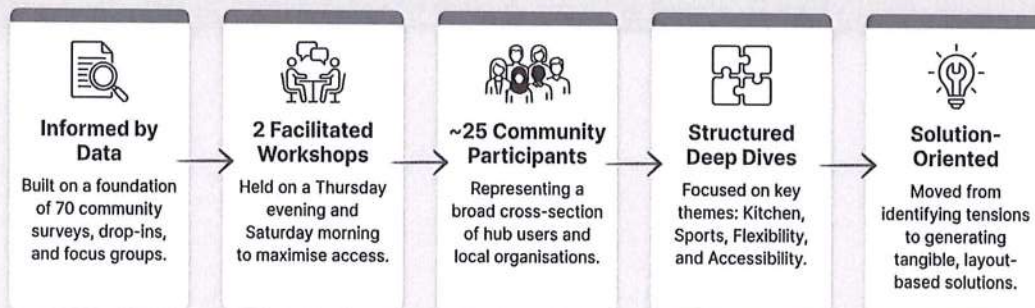 Informed by
Data
Built on a foundation
of 70 community
surveys, drop-ins,
and focus groups.
2 Facilitated
Workshops
Held on a Thursday
evening and
Saturday morning
to maximise access.
~25 Community
Participants
Representing a
broad cross-section
of hub users and
local organisations.
Structured
Deep Dives
Focused on key
themes: Kitchen,
Sports, Flexibility,
and Accessibility.
Solution-
Oriented
Moved from
identifying tensions
to generating
tangible, layout-
based solutions.